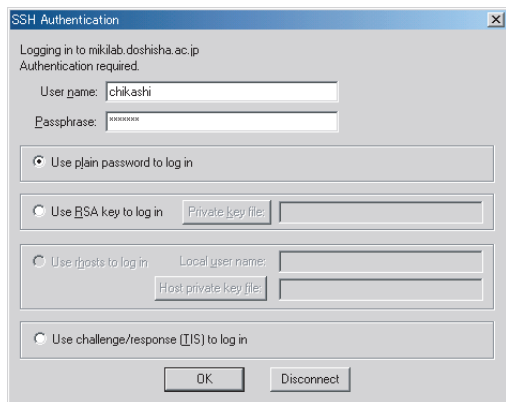 SSH Authentication
Logging in to mikilab.doshisha.ac.jp
Authentication required.
User name: chikashi
Passphrase: *******
Use plain password to log in
Use RSA key to log in Private key file:
Use rhosts to log in Local user name:
Host private key file:
Use challenge/response (TIS) to log in
OK Disconnect